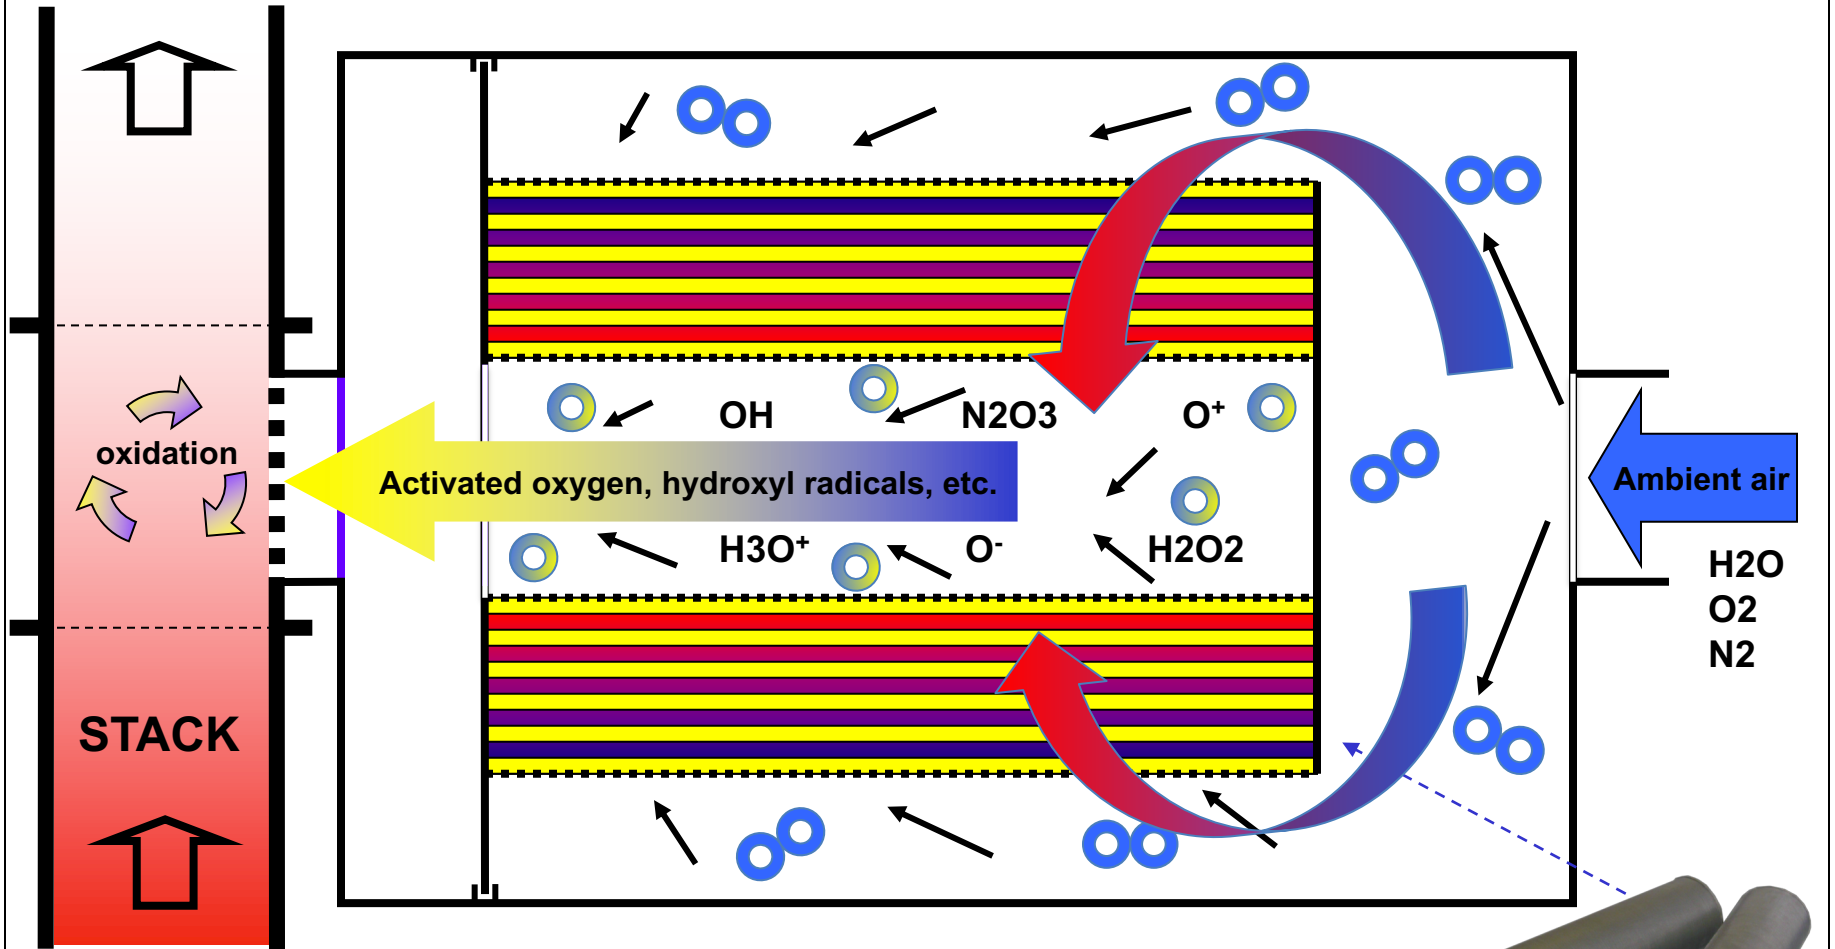 OH
N2O3
O+
oxidation
Activated oxygen, hydroxyl radicals, etc.
Ambient air
H3O+
O-
H2O2
H2O
O2
N2
STACK